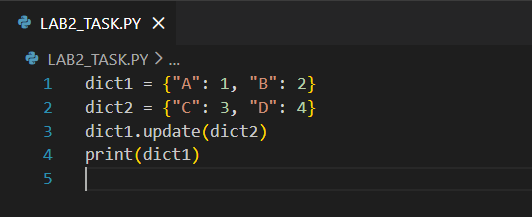 LAB2_TASK.PY ×
LAB2_TASK.PY > ...
1 dict1 = {"A": 1, "B": 2}
2 dict2 = {"C": 3, "D": 4}
3 dict1.update(dict2)
4 print(dict1)
5